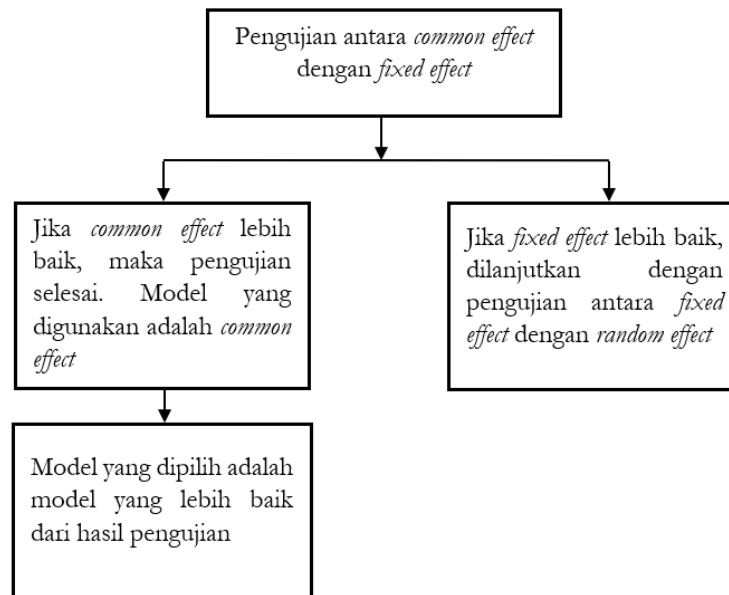 Pengujian antara common effect
dengan fixed effect
Jika common effect lebih
baik, maka pengujian
selesai. Model yang
digunakan adalah common
effect
Jika fixed effect lebih baik,
dilanjutkan dengan
pengujian antara fixed
effect dengan random effect
Model yang dipilih adalah
model yang lebih baik
dari hasil pengujian